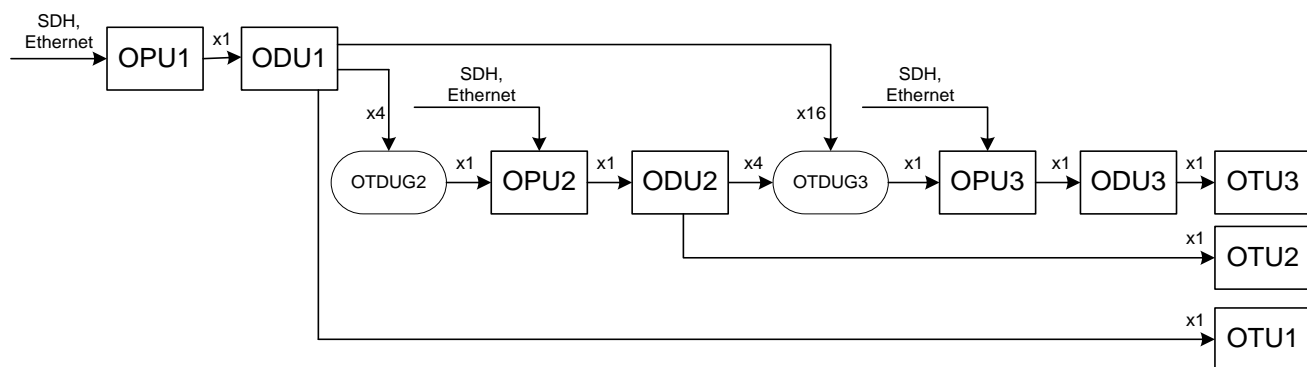 SDH,
Ethernet
OPU1
x1
ODU1
x4
x16
SDH,
Ethernet
SDH,
Ethernet
OTDUG2
x1
OPU2
x1
ODU2
x4
OTDUG3
x1
OPU3
x1
ODU3
x1
OTU3
x1
OTU2
x1
OTU1